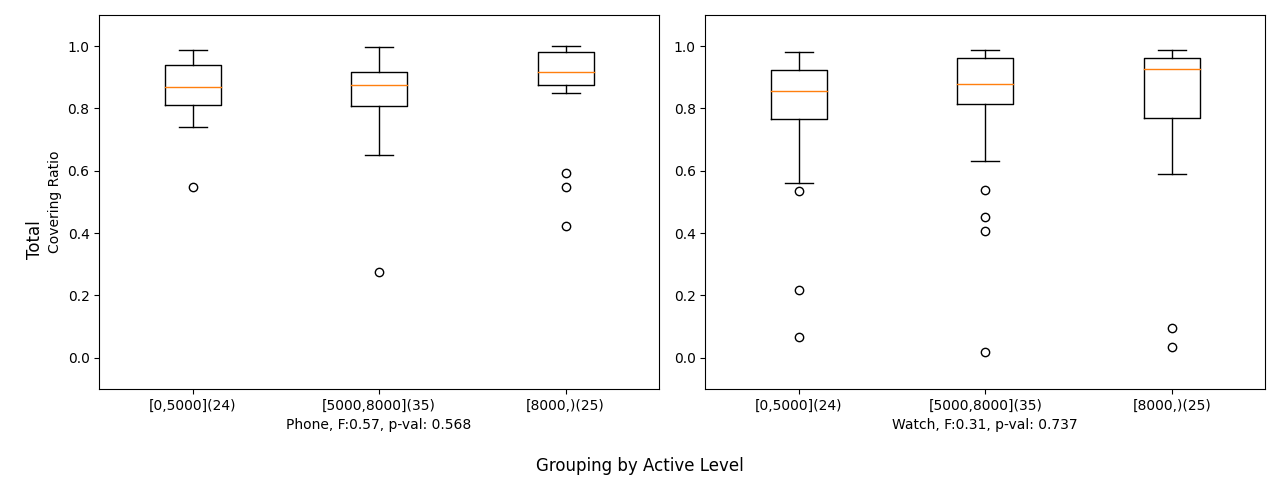 Total
Covering Ratio
1.0
0.8
0.6
0.4
0.2
0.0
[0,5000](24) [5000,8000](35) [8000,)(25)
Phone, F:0.57, p-val: 0.568
1.0
0.8
0.6
0.4
0.2
0.0
[0,5000](24) [5000,8000](35) [8000,)(25)
Watch, F:0.31, p-val: 0.737
Grouping by Active Level